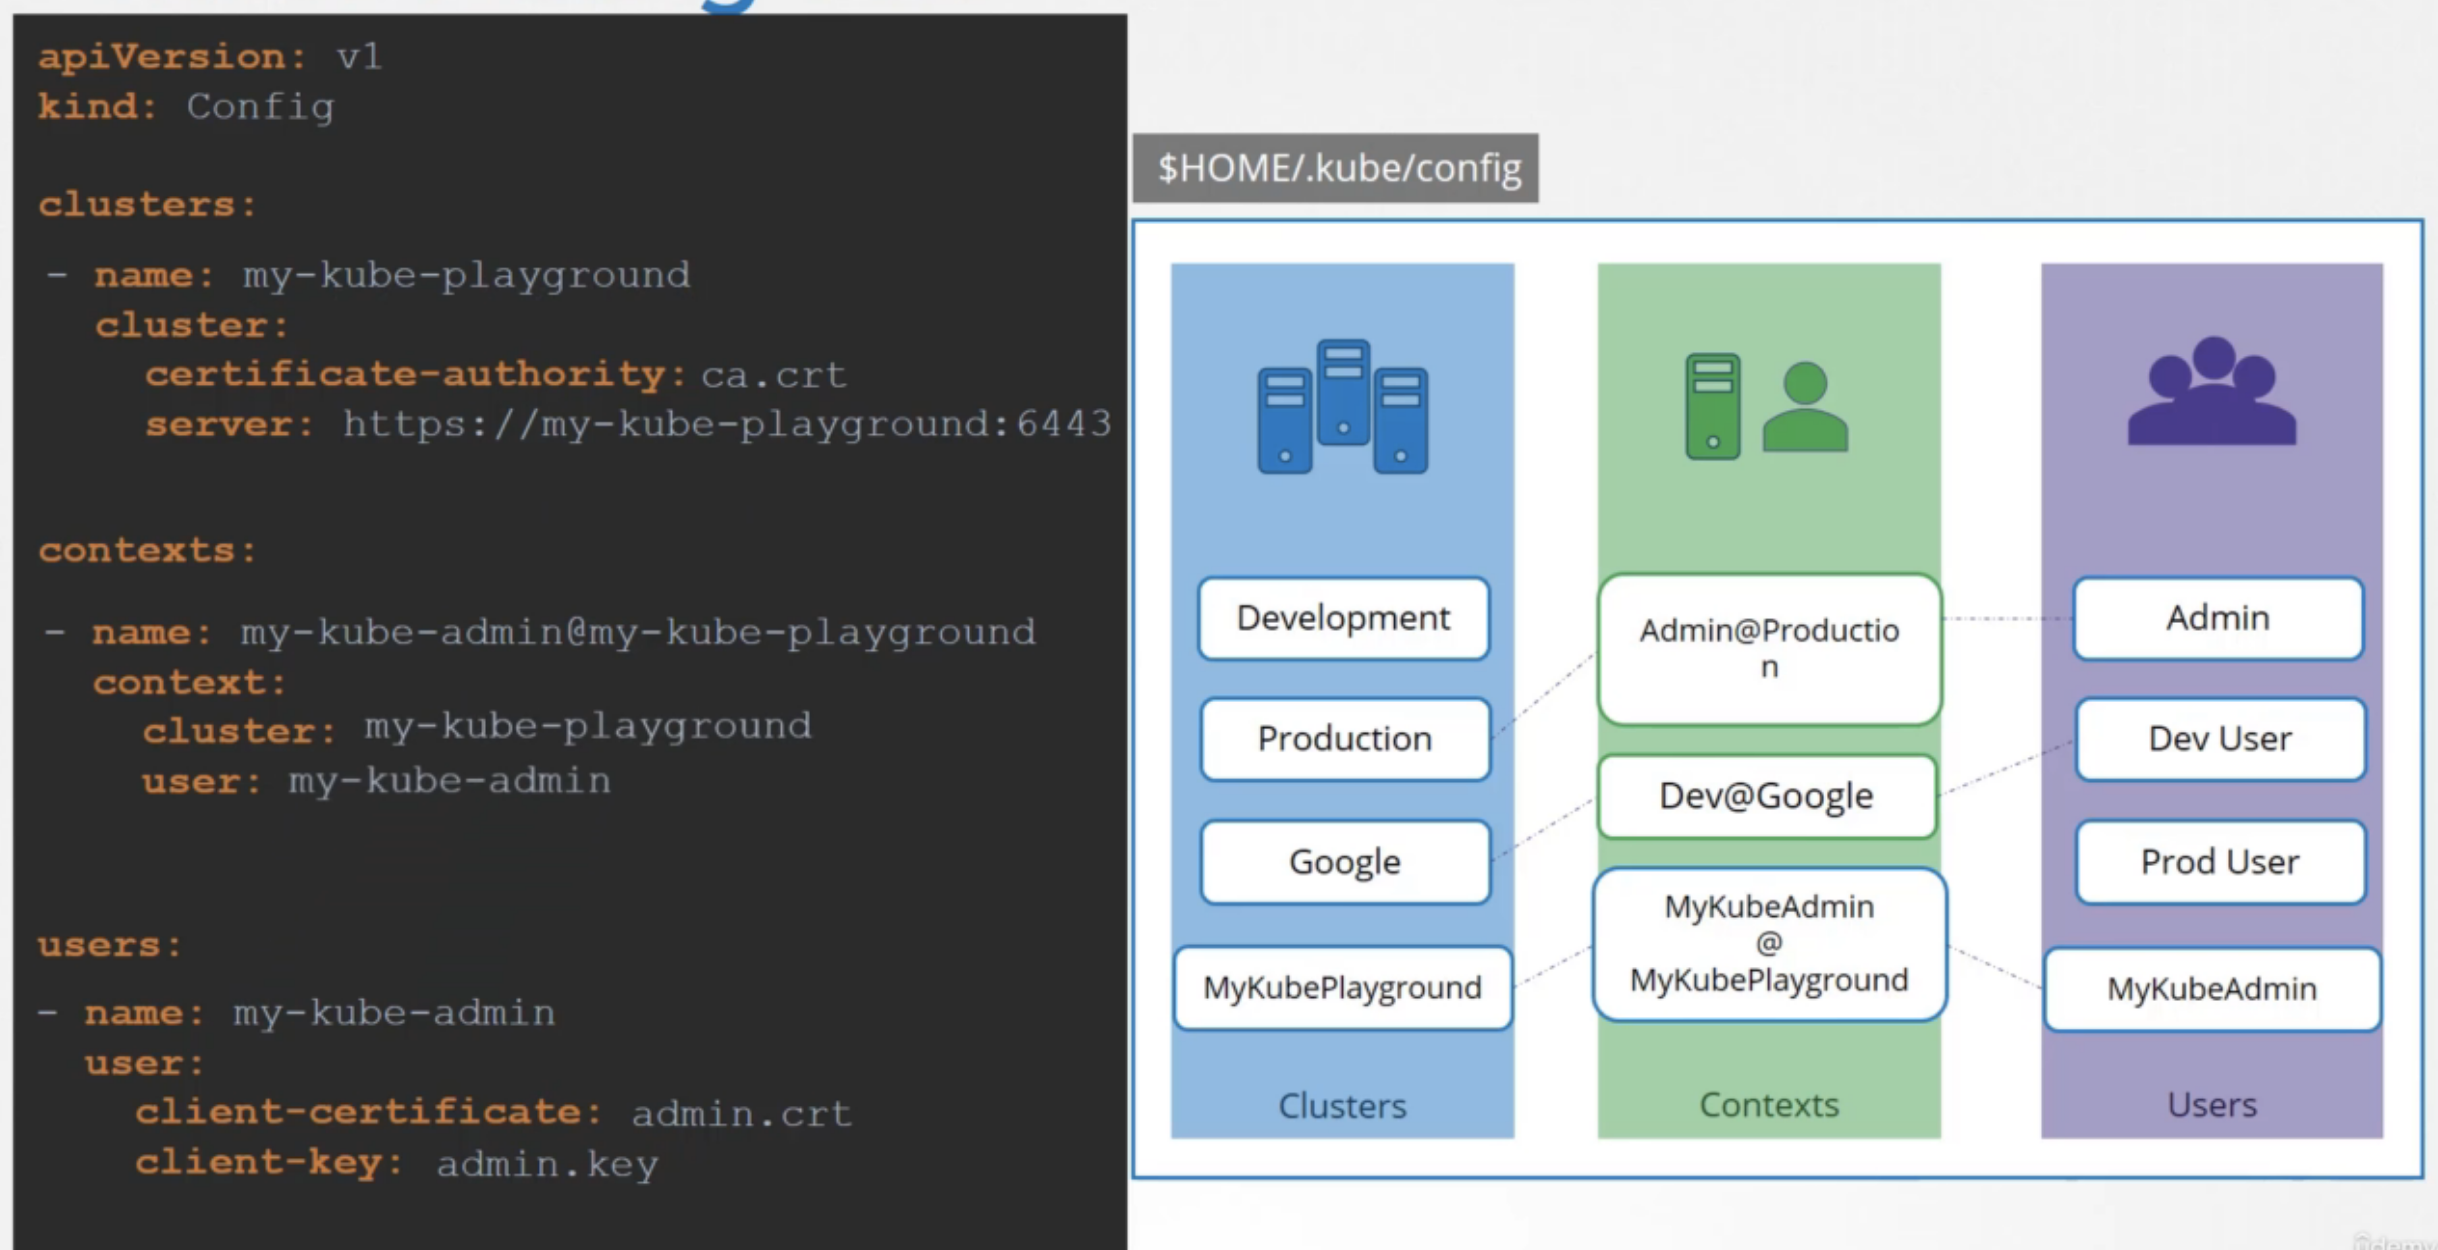 apiVersion: v1
kind: Config
clusters:
- name: my-kube-playground
cluster:
certificate-authority: ca.crt
server: https://my-kube-playground:6443
contexts:
- name: my-kube-admin@my-kube-playground
context:
cluster: my-kube-playground
user: my-kube-admin
users:
- name: my-kube-admin
user:
client-certificate: admin.crt
client-key: admin.key
$HOME/.kube/config
Development
Production
Google
MyKubePlayground
Clusters
Admin@Productio
n
Dev@Google
MyKubeAdmin
@
MyKubePlayground
Contexts
Admin
Dev User
Prod User
MyKubeAdmin
Users